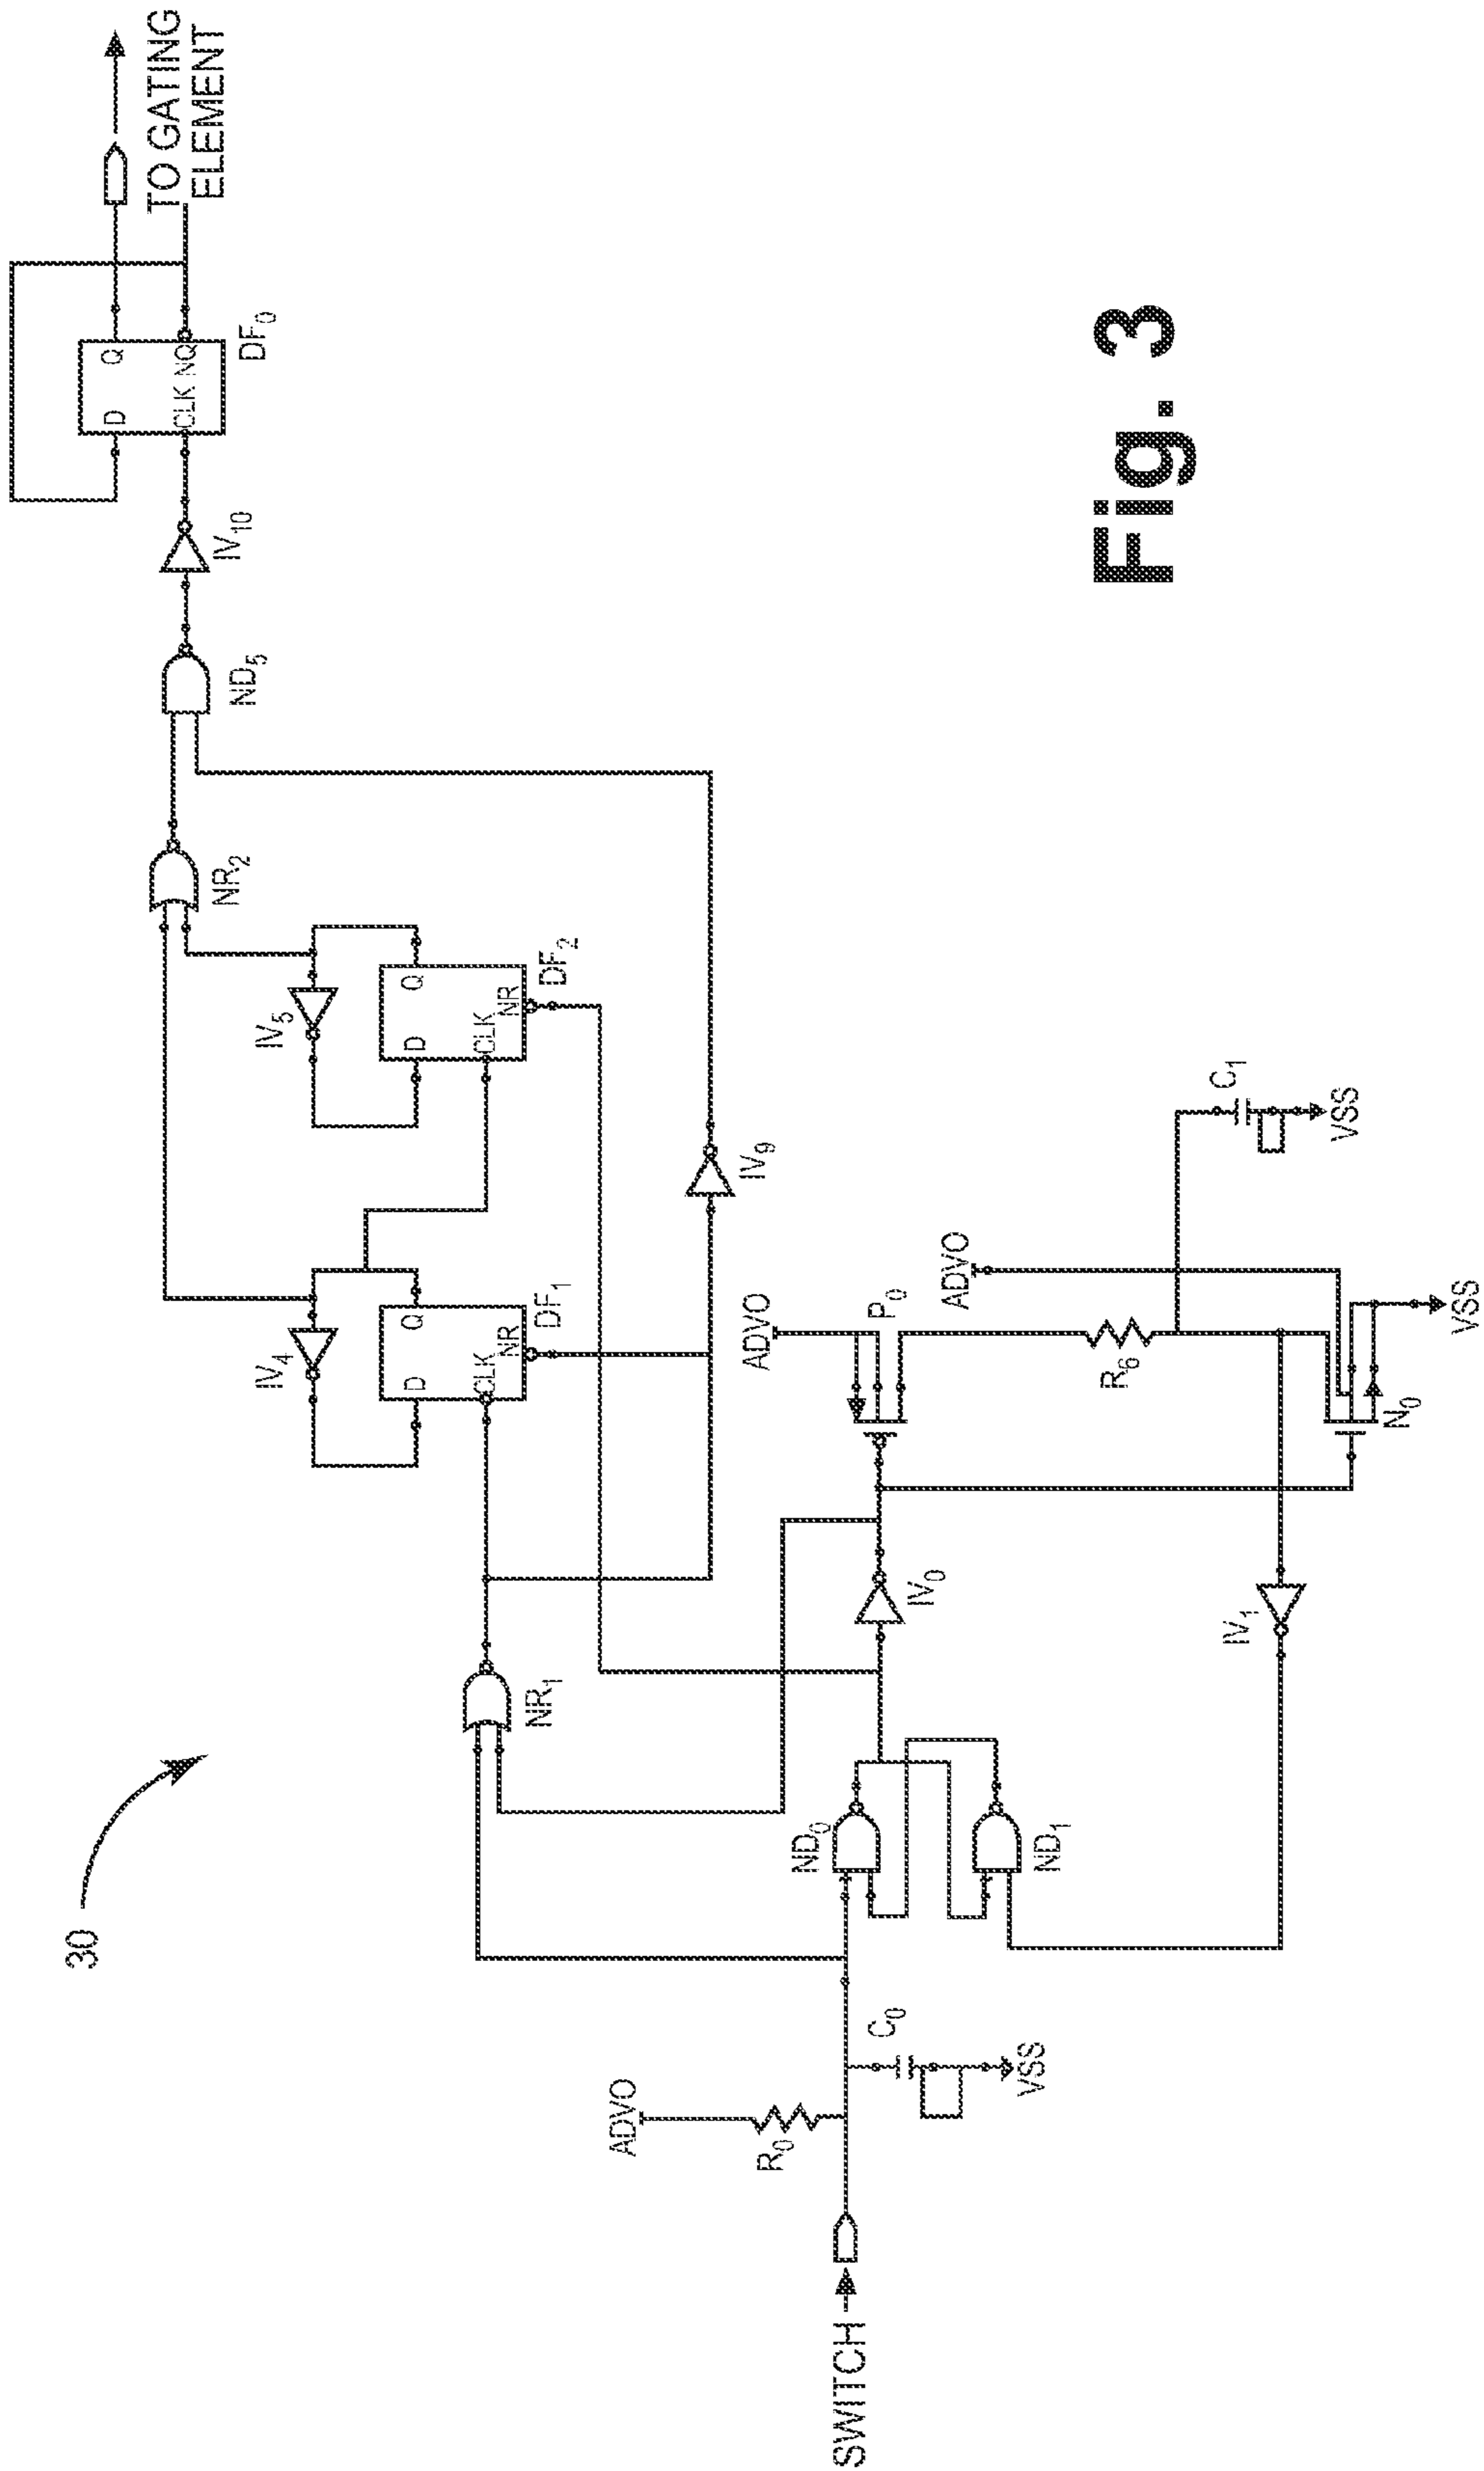 30
SWITCH
ADVO
R0
C0
VSS
NR1
ND0
ND1
IV0
IV1
IV4
D
Q
CLK
NR
DF1
IV5
D
Q
CLK
NR
DF2
IV9
ADVO
P0
R6
ADVO
N0
VSS
C1
VSS
NR2
ND5
IV10
D
Q
CLK NQ
DF0
TO GATING
ELEMENT
Fig. 3